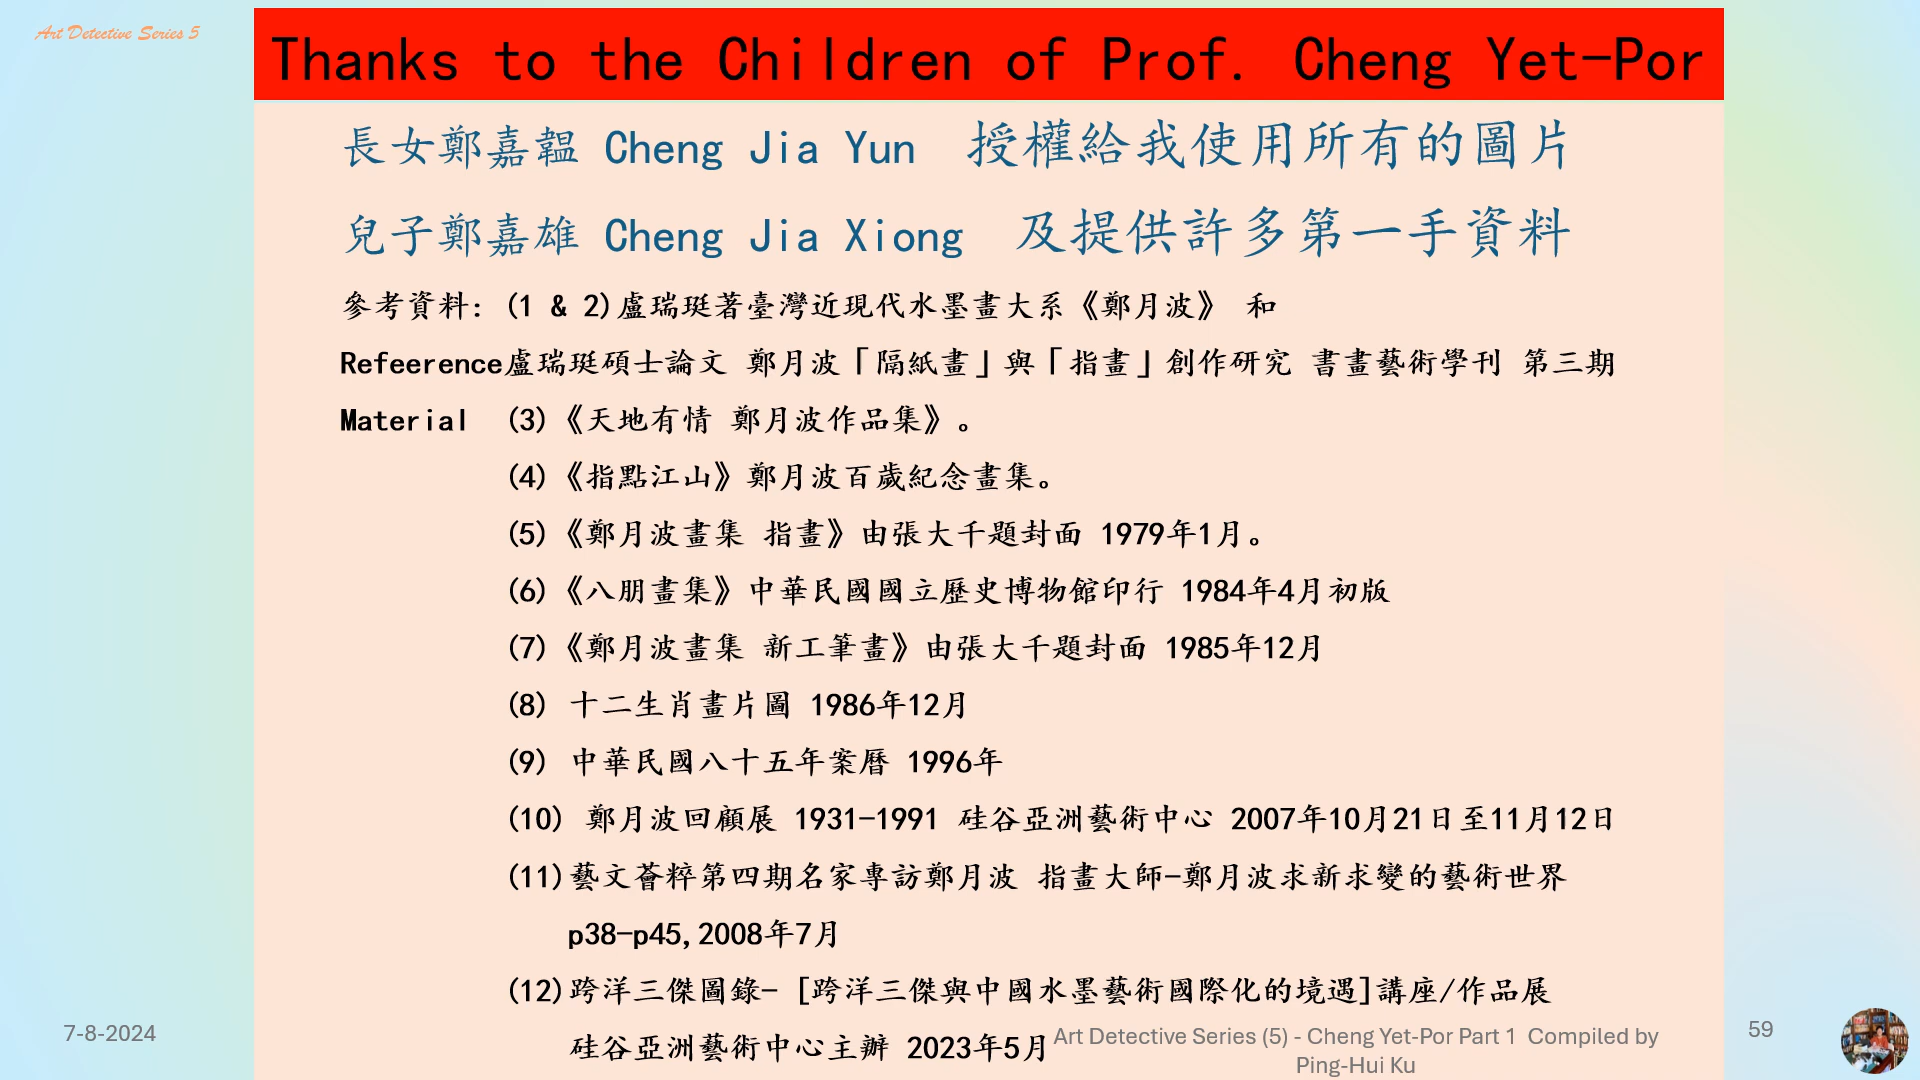 Art Detective Series 5
Thanks to the Children of Prof. Cheng Yet-Por
長女鄭嘉韞 Cheng Jia Yun 授權給我使用所有的圖片
兒子鄭嘉雄 Cheng Jia Xiong 及提供許多第一手資料
參考資料: (1 & 2)盧瑞珽著臺灣近現代水墨畫大系《鄭月波》 和
Refeerence盧瑞珽碩士論文 鄭月波「隔紙畫」與「指畫」創作研究 書畫藝術學刊 第三期
Material (3)《天地有情 鄭月波作品集》。
(4)《指點江山》鄭月波百歲紀念畫集。
(5)《鄭月波畫集 指畫》由張大千題封面 1979年1月。
(6)《八朋畫集》中華民國國立歷史博物館印行 1984年4月初版
(7)《鄭月波畫集 新工筆畫》由張大千題封面 1985年12月
(8) 十二生肖畫片圖 1986年12月
(9) 中華民國八十五年案曆 1996年
(10) 鄭月波回顧展 1931-1991 硅谷亞洲藝術中心 2007年10月21日至11月12日
(11)藝文薈粹第四期名家專訪鄭月波 指畫大師-鄭月波求新求變的藝術世界
p38-p45,2008年7月
(12)跨洋三傑圖錄- [跨洋三傑與中國水墨藝術國際化的境遇]講座/作品展
硅谷亞洲藝術中心主辦 2023年5月
7-8-2024
Art Detective Series (5) - Cheng Yet-Por Part 1 Compiled by
Ping-Hui Ku
59